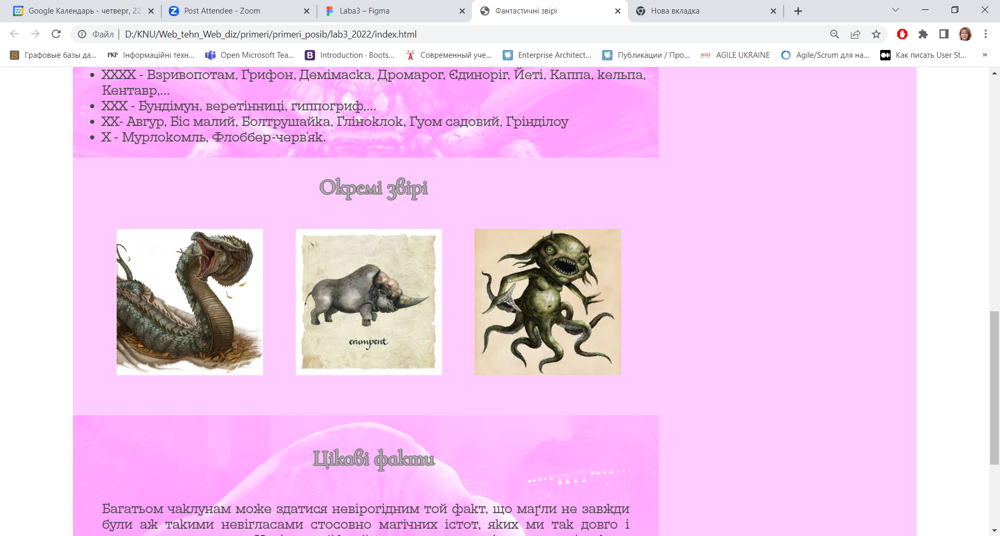 Google Календарь - четверг, 22
Post Attendee - Zoom
Laba3 – Figma
Фантастичні звірі
Нова вкладка
Файл
D:/KNU/Web_tehn_Web_diz/primeri/primeri_posib/lab3_2022/index.html
Графовые базы да...
PKP Інформаційні техн...
Open Microsoft Tea...
B Introduction · Boots...
Современный уче...
Enterprise Architect...
Публикации / Про...
AGILE UKRAINE
Agile/Scrum для на...
Как писать User St...
»
• XXXX - Взривопотам, Грифон, Демімаска, Дромарог, Єдиноріг, Йеті, Каппа, кельпа,
Кентавр,...
• XXX - Бундімун, веретінниці, гиппогриф,...
• XX- Авгур, Біс малий, Болтрушайка, Гліноклок, Гуом садовий, Грінділоу
• X - Мурлокомль, Флоббер-черв'як.
Окремі звірі
erumpent
Цікаві факти
Багатьом чаклунам може здатися невірогідним той факт, що маґли не завжди
були аж такими невігласами стосовно магічних істот, яких ми так довго і